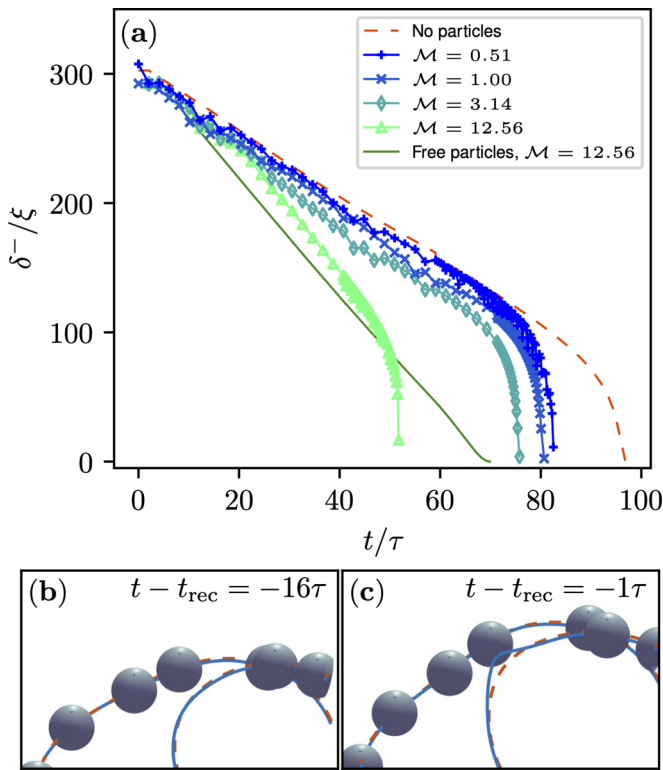 (a)
No particles
ℳ = 0.51
ℳ = 1.00
ℳ = 3.14
ℳ = 12.56
Free particles, ℳ = 12.56
300
200
100
0
δ⁻/ξ
0 20 40 60 80 100
t/τ
(b) t − t_rec = −16τ
(c) t − t_rec = −1τ